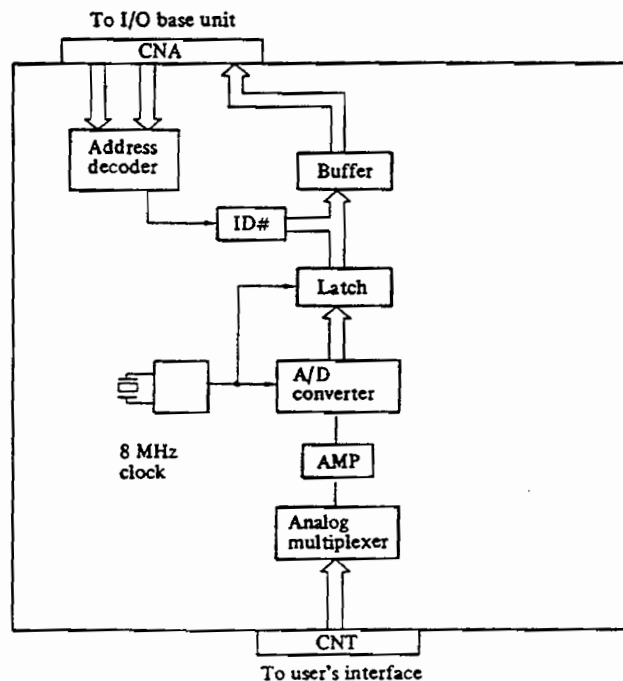 To I/O base unit
CNA
Address
decoder
Buffer
ID#
Latch
A/D
converter
8 MHz
clock
AMP
Analog
multiplexer
CNT
To user's interface